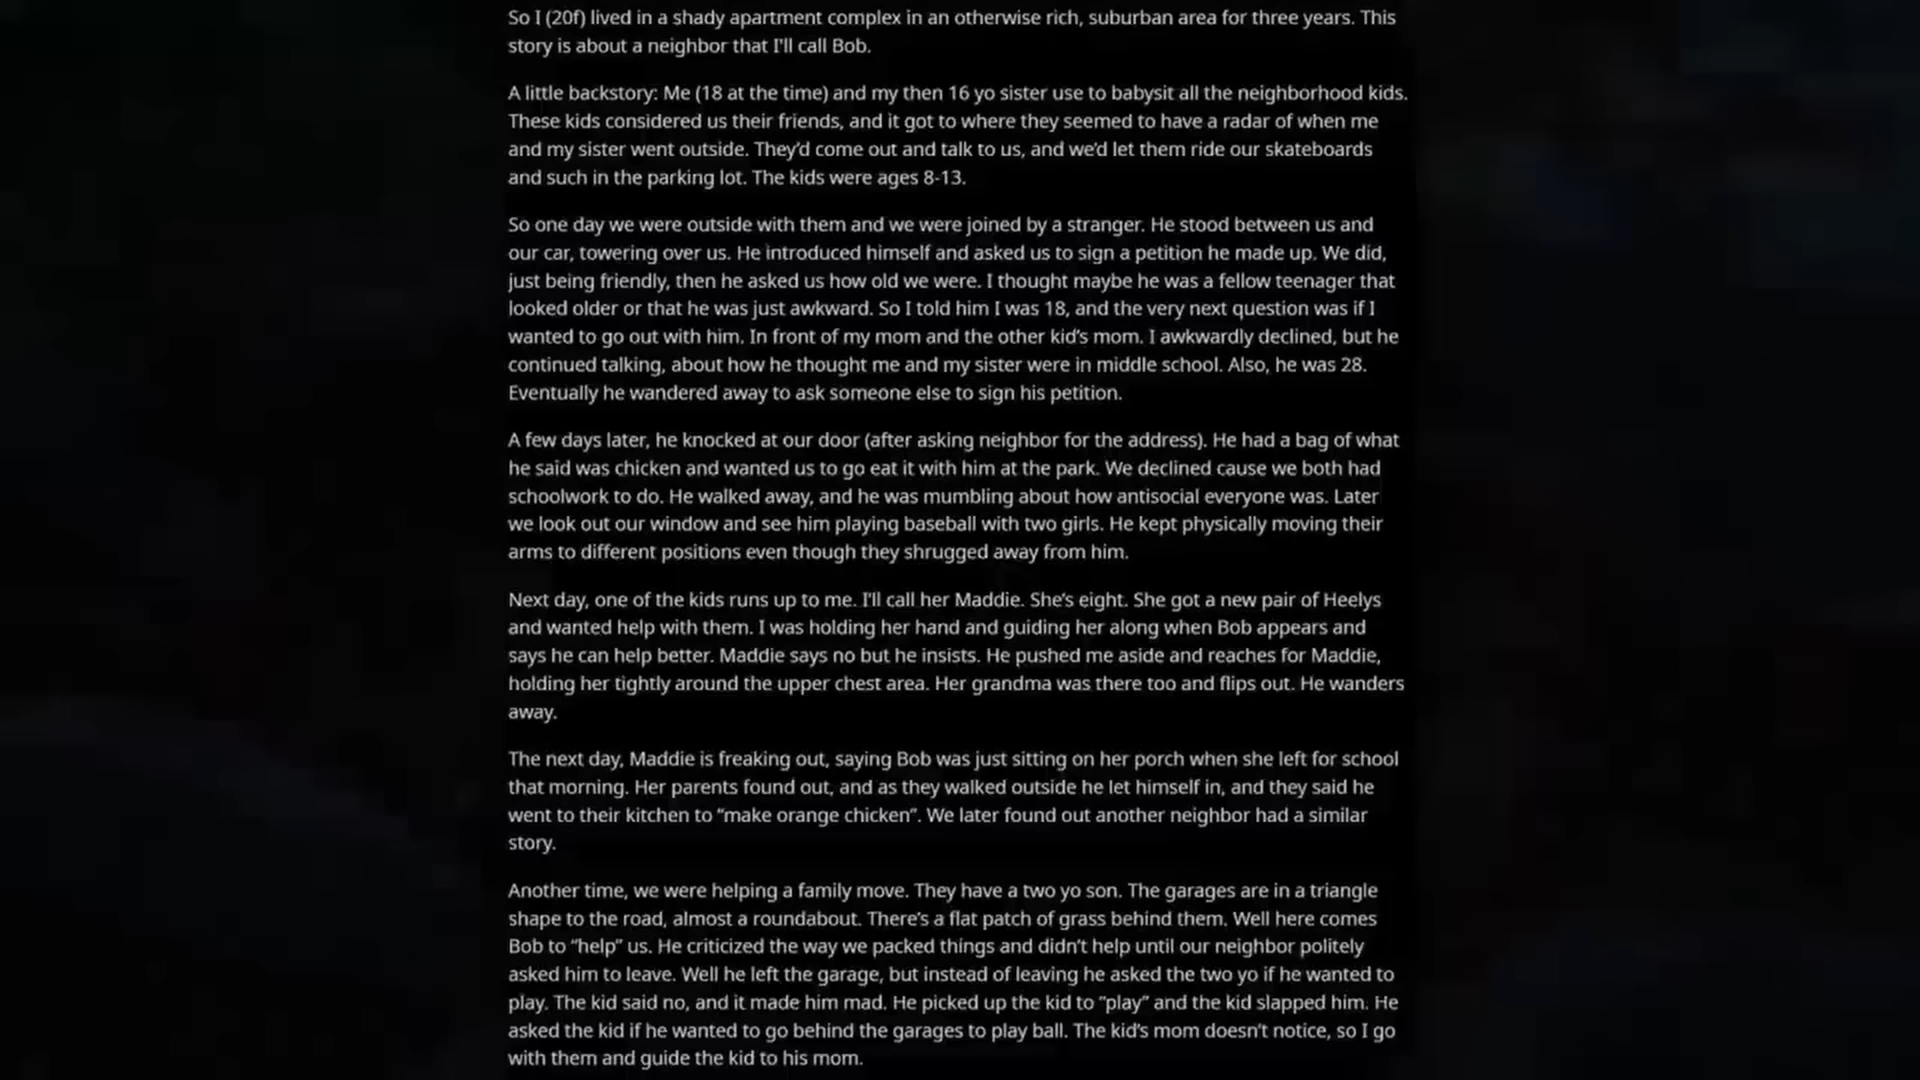 So I (20f) lived in a shady apartment complex in an otherwise rich, suburban area for three years. This
story is about a neighbor that I'll call Bob.
A little backstory: Me (18 at the time) and my then 16 yo sister use to babysit all the neighborhood kids.
These kids considered us their friends, and it got to where they seemed to have a radar of when me
and my sister went outside. They'd come out and talk to us, and we'd let them ride our skateboards
and such in the parking lot. The kids were ages 8-13.
So one day we were outside with them and we were joined by a stranger. He stood between us and
our car, towering over us. He introduced himself and asked us to sign a petition he made up. We did,
just being friendly, then he asked us how old we were. I thought maybe he was a fellow teenager that
looked older or that he was just awkward. So I told him I was 18, and the very next question was if I
wanted to go out with him. In front of my mom and the other kid's mom. I awkwardly declined, but he
continued talking, about how he thought me and my sister were in middle school. Also, he was 28.
Eventually he wandered away to ask someone else to sign his petition.
A few days later, he knocked at our door (after asking neighbor for the address). He had a bag of what
he said was chicken and wanted us to go eat it with him at the park. We declined cause we both had
schoolwork to do. He walked away, and he was mumbling about how antisocial everyone was. Later
we look out our window and see him playing baseball with two girls. He kept physically moving their
arms to different positions even though they shrugged away from him.
Next day, one of the kids runs up to me. I'll call her Maddie. She's eight. She got a new pair of Heelys
and wanted help with them. I was holding her hand and guiding her along when Bob appears and
says he can help better. Maddie says no but he insists. He pushed me aside and reaches for Maddie,
holding her tightly around the upper chest area. Her grandma was there too and flips out. He wanders
away.
The next day, Maddie is freaking out, saying Bob was just sitting on her porch when she left for school
that morning. Her parents found out, and as they walked outside he let himself in, and they said he
went to their kitchen to “make orange chicken”. We later found out another neighbor had a similar
story.
Another time, we were helping a family move. They have a two yo son. The garages are in a triangle
shape to the road, almost a roundabout. There's a flat patch of grass behind them. Well here comes
Bob to “help” us. He criticized the way we packed things and didn't help until our neighbor politely
asked him to leave. Well he left the garage, but instead of leaving he asked the two yo if he wanted to
play. The kid said no, and it made him mad. He picked up the kid to “play” and the kid slapped him. He
asked the kid if he wanted to go behind the garages to play ball. The kid's mom doesn't notice, so I go
with them and guide the kid to his mom.